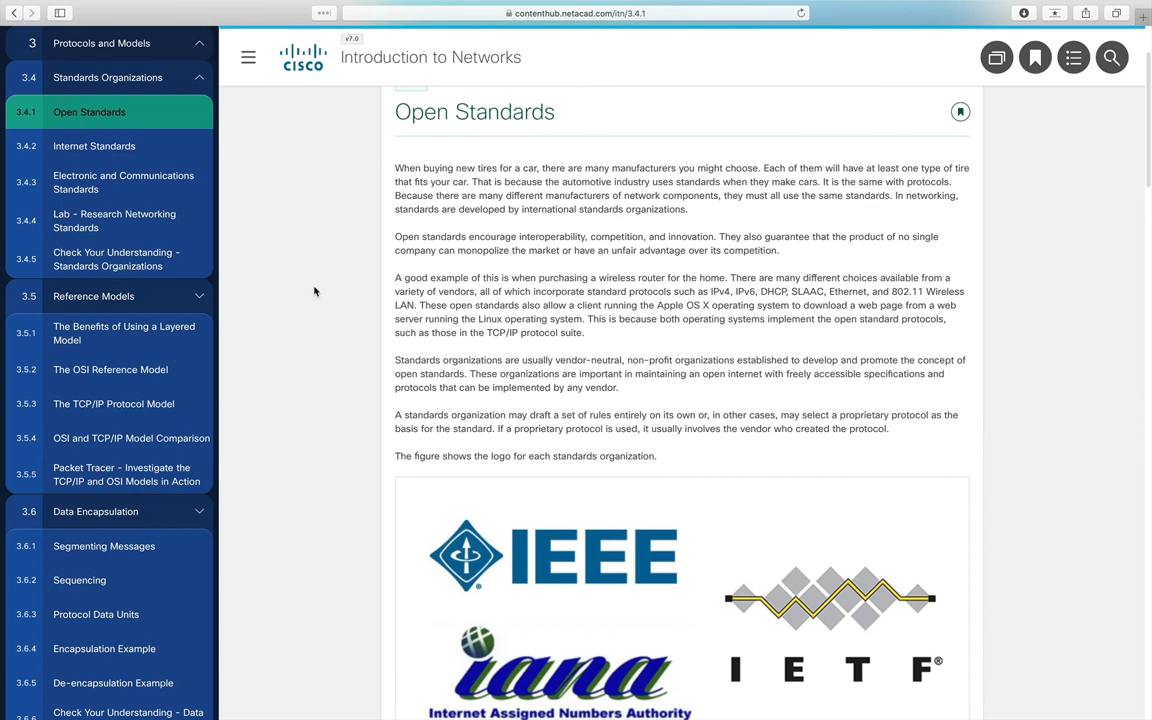 contenthub.netacad.com/itn/3.4.1
3 Protocols and Models
3.4 Standards Organizations
3.4.1 Open Standards
3.4.2 Internet Standards
3.4.3 Electronic and Communications
Standards
3.4.4 Lab - Research Networking
Standards
3.4.5 Check Your Understanding -
Standards Organizations
3.5 Reference Models
3.5.1 The Benefits of Using a Layered
Model
3.5.2 The OSI Reference Model
3.5.3 The TCP/IP Protocol Model
3.5.4 OSI and TCP/IP Model Comparison
3.5.5 Packet Tracer - Investigate the
TCP/IP and OSI Models in Action
3.6 Data Encapsulation
3.6.1 Segmenting Messages
3.6.2 Sequencing
3.6.3 Protocol Data Units
3.6.4 Encapsulation Example
3.6.5 De-encapsulation Example
3.6.6 Check Your Understanding - Data
CISCO
v7.0
Introduction to Networks
Open Standards
When buying new tires for a car, there are many manufacturers you might choose. Each of them will have at least one type of tire
that fits your car. That is because the automotive industry uses standards when they make cars. It is the same with protocols.
Because there are many different manufacturers of network components, they must all use the same standards. In networking,
standards are developed by international standards organizations.
Open standards encourage interoperability, competition, and innovation. They also guarantee that the product of no single
company can monopolize the market or have an unfair advantage over its competition.
A good example of this is when purchasing a wireless router for the home. There are many different choices available from a
variety of vendors, all of which incorporate standard protocols such as IPv4, IPv6, DHCP, SLAAC, Ethernet, and 802.11 Wireless
LAN. These open standards also allow a client running the Apple OS X operating system to download a web page from a web
server running the Linux operating system. This is because both operating systems implement the open standard protocols,
such as those in the TCP/IP protocol suite.
Standards organizations are usually vendor-neutral, non-profit organizations established to develop and promote the concept of
open standards. These organizations are important in maintaining an open internet with freely accessible specifications and
protocols that can be implemented by any vendor.
A standards organization may draft a set of rules entirely on its own or, in other cases, may select a proprietary protocol as the
basis for the standard. If a proprietary protocol is used, it usually involves the vendor who created the protocol.
The figure shows the logo for each standards organization.
IEEE
iana
Internet Assigned Numbers Authority
I E T F®